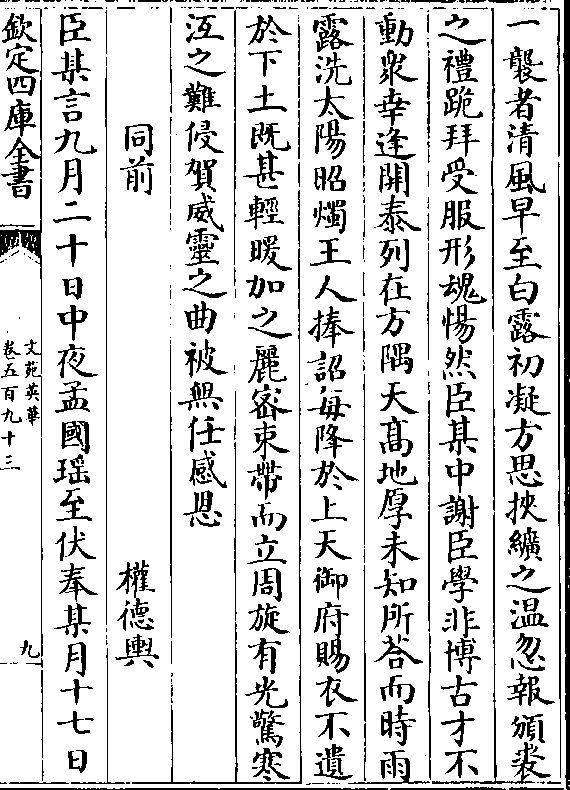 一襲者清風早至白露初凝方思挾纊之温忽報頒裘
之禮跪拜受服形魂惕然臣某中謝臣學非博古才不
動衆幸逢開泰列在方隅天髙地厚未知所荅而時雨
露洗太陽昭燭王人捧詔每降於上天御府賜衣不遺
於下土既甚輕暖加之麗密束帶而立周旋有光驚寒
沍之難侵賀威靈之曲被無任感恩
同前
權德輿
臣某言九月二十日中夜孟國瑶至伏奉某月十七日
欽定四庫全書
文苑英華
卷五百九十三
九